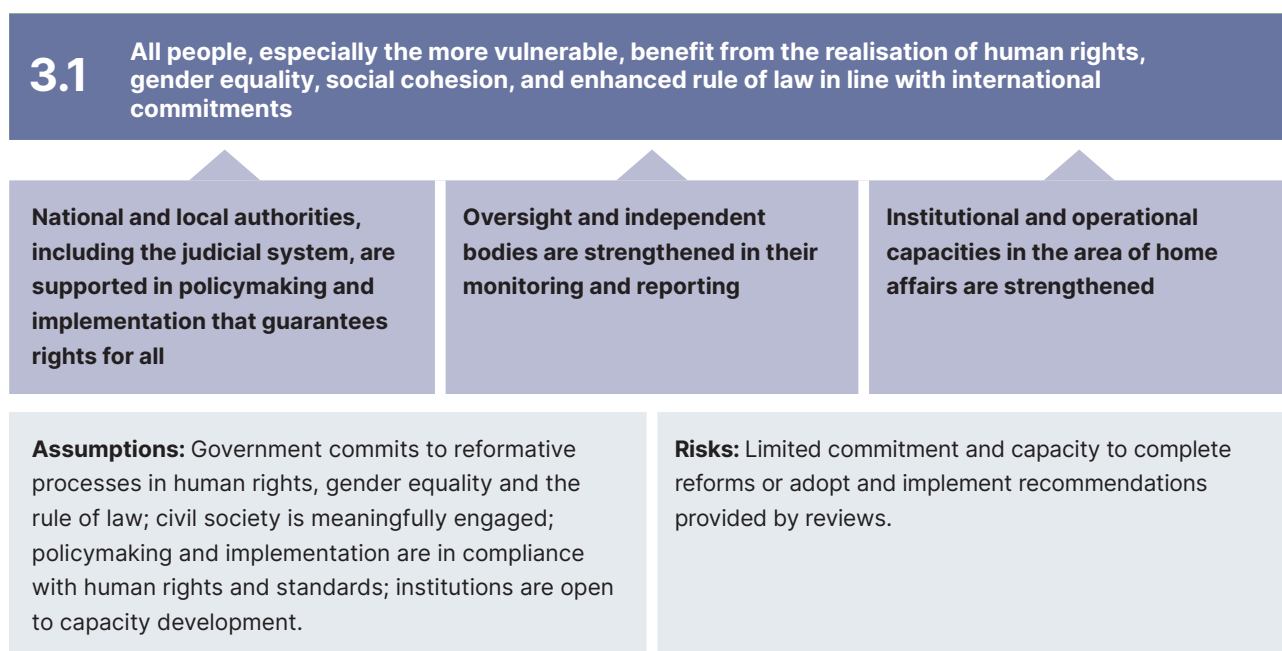 3.1
All people, especially the more vulnerable, benefit from the realisation of human rights,
gender equality, social cohesion, and enhanced rule of law in line with international
commitments
National and local authorities,
including the judicial system, are
supported in policymaking and
implementation that guarantees
rights for all
Oversight and independent
bodies are strengthened in their
monitoring and reporting
Institutional and operational
capacities in the area of home
affairs are strengthened
Assumptions: Government commits to reformative
processes in human rights, gender equality and the
rule of law; civil society is meaningfully engaged;
policymaking and implementation are in compliance
with human rights and standards; institutions are open
to capacity development.
Risks: Limited commitment and capacity to complete
reforms or adopt and implement recommendations
provided by reviews.